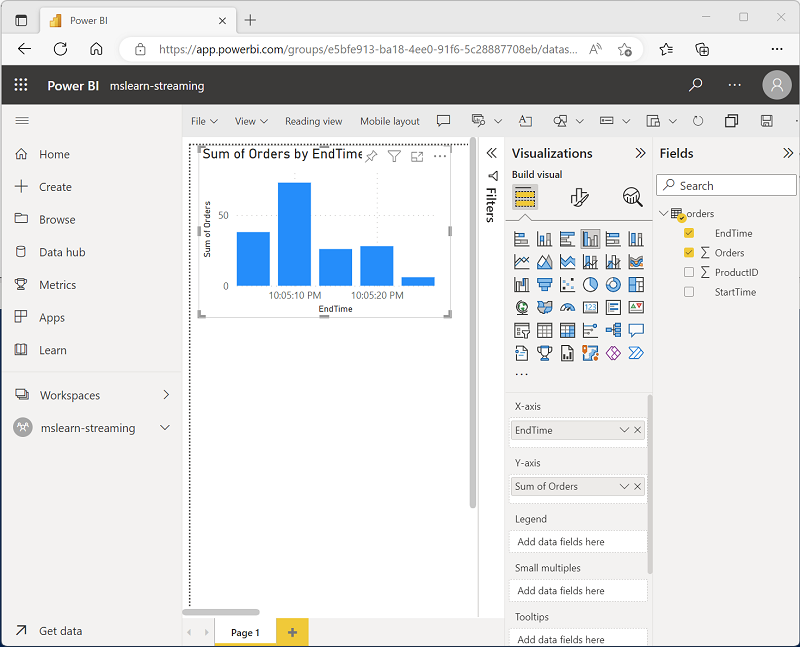 Power BI
https://app.powerbi.com/groups/e5bfe913-ba18-4ee0-91f6-5c28887708eb/datas...
Power BI mslearn-streaming
File View Reading view Mobile layout
Home
Create
Browse
Data hub
Metrics
Apps
Learn
Workspaces
mslearn-streaming
Get data
Sum of Orders by EndTime
Sum of Orders
50
0
10:05:10 PM 10:05:20 PM
EndTime
Page 1
Filters
Visualizations
Build visual
123
X-axis
EndTime
Y-axis
Sum of Orders
Legend
Add data fields here
Small multiples
Add data fields here
Tooltips
Add data fields here
Fields
Search
orders
EndTime
Orders
ProductID
StartTime